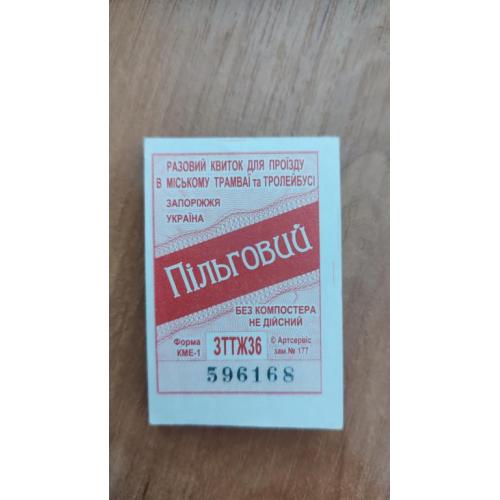 РАЗОВИЙ КВИТОК ДЛЯ ПРОЇЗДУ
В МІСЬКОМУ ТРАМВАЇ та ТРОЛЕЙБУСІ
ЗАПОРІЖЖЯ
УКРАЇНА
Пільговий
БЕЗ КОМПОСТЕРА
НЕ ДІЙСНИЙ
Форма
КМЕ-1
ЗТТЖ36
© Артсервіс
зам.№ 177
596168